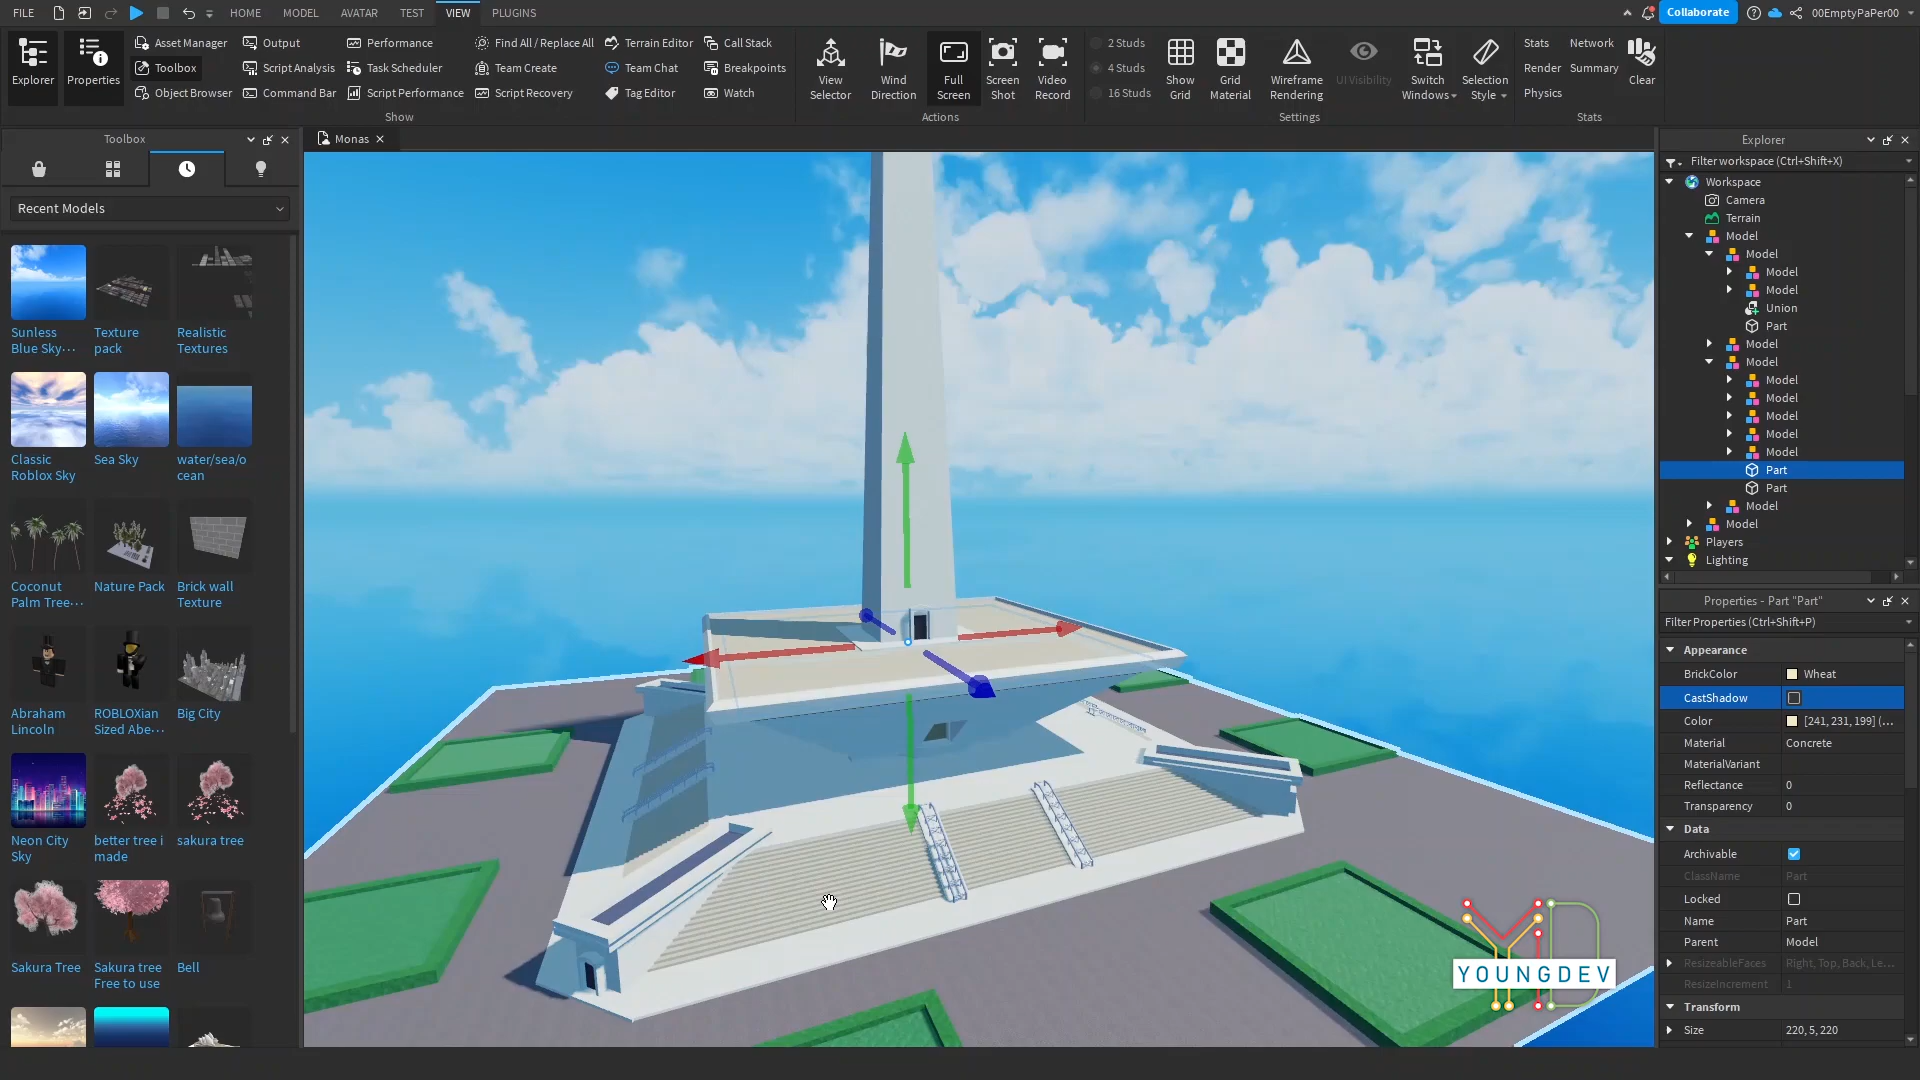 FILE HOME MODEL AVATAR TEST VIEW PLUGINS Collaborate 00EmptyPaPer00
Explorer
Properties
Asset Manager
Toolbox
Object Browser
Output
Script Analysis
Command Bar
Performance
Task Scheduler
Script Performance
Find All / Replace All
Team Create
Script Recovery
Terrain Editor
Team Chat
Tag Editor
Call Stack
Breakpoints
Watch
Show
View
Selector
Wind
Direction
Full
Screen
Screen
Shot
Video
Record
Actions
2 Studs
4 Studs
16 Studs
Show
Grid
Grid
Material
Wireframe
Rendering
UI Visibility
Switch
Windows
Selection
Style
Settings
Stats
Render
Physics
Network
Summary
Clear
Stats
Toolbox
Recent Models
Sunless
Blue Sky...
Texture
pack
Realistic
Textures
Classic
Roblox Sky
Sea Sky
water/sea/o
cean
Coconut
Palm Tree...
Nature Pack
Brick wall
Texture
Abraham
Lincoln
ROBLOXian
Sized Abe...
Big City
Neon City
Sky
better tree i
made
sakura tree
Sakura Tree
Sakura tree
Free to use
Bell
Monas
YOUNGDEV
Explorer
Filter workspace (Ctrl+Shift+X)
Workspace
Camera
Terrain
Model
Model
Model
Model
Union
Part
Model
Model
Model
Model
Model
Model
Model
Part
Part
Model
Model
Players
Lighting
Properties - Part "Part"
Filter Properties (Ctrl+Shift+P)
Appearance
BrickColor Wheat
CastShadow
Color [241, 231, 199] (...
Material Concrete
MaterialVariant
Reflectance 0
Transparency 0
Data
Archivable
ClassName Part
Locked
Name Part
Parent Model
ResizeableFaces Right, Top, Back, Le...
ResizeIncrement 1
Transform
Size 220, 5, 220